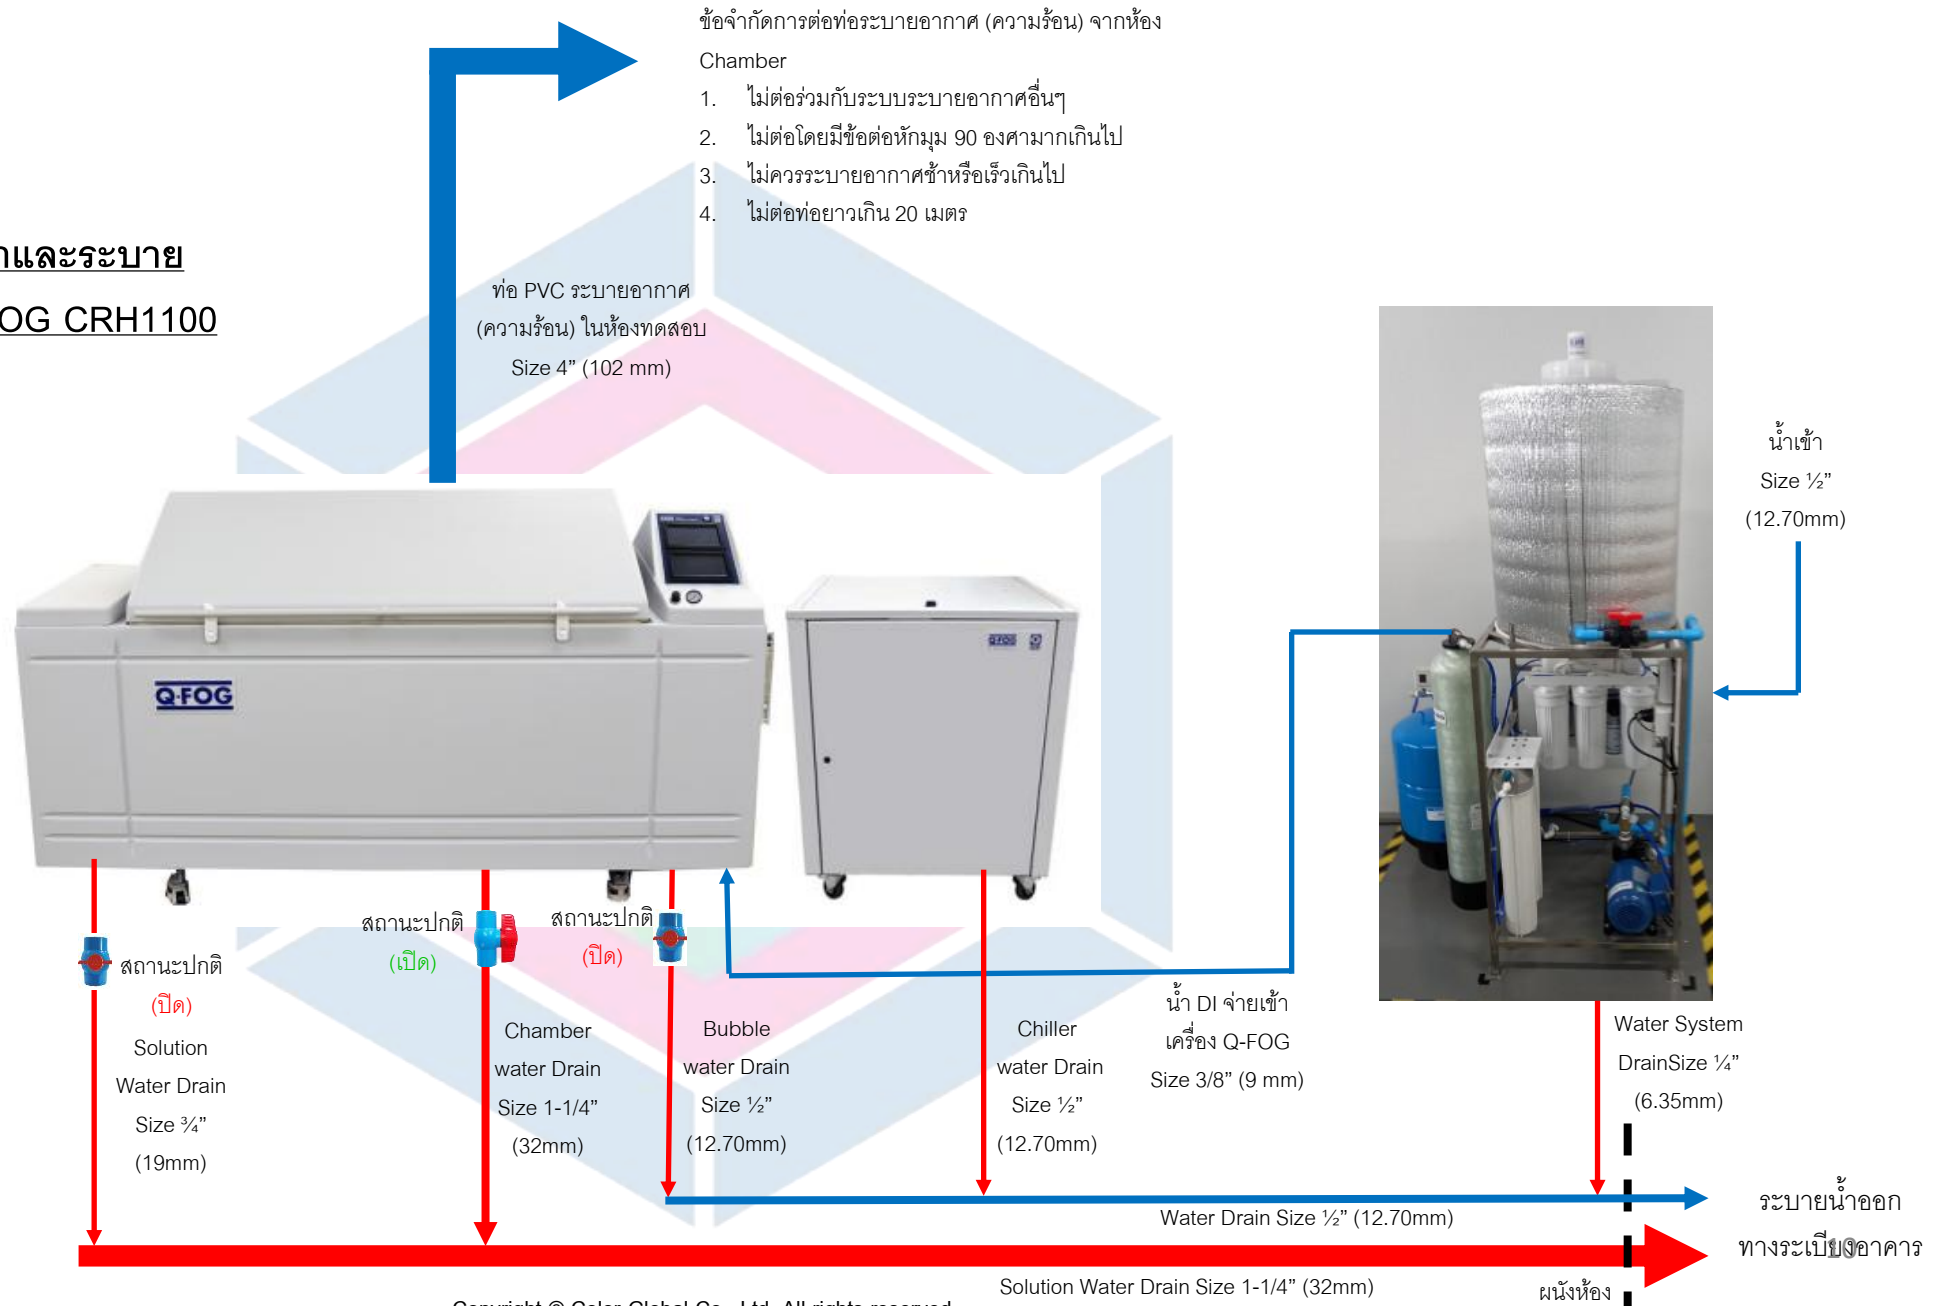 ข้อจำกัดการต่อท่อระบายอากาศ (ความร้อน) จากห้อง
Chamber
1. ไม่ต่อร่วมกับระบบระบายอากาศอื่นๆ
2. ไม่ต่อโดยมีข้อต่อหักมุม 90 องศามากเกินไป
3. ไม่ควรระบายอากาศช้าหรือเร็วเกินไป
4. ไม่ต่อท่อยาวเกิน 20 เมตร
และระบาย
OG CRH1100
ท่อ PVC ระบายอากาศ
(ความร้อน) ในห้องทดสอบ
Size 4” (102 mm)
น้ำเข้า
Size ½”
(12.70mm)
Q-FOG
Q-FOG
สถานะปกติ
(ปิด)
Solution
Water Drain
Size ¾”
(19mm)
สถานะปกติ
(เปิด)
Chamber
water Drain
Size 1-1/4”
(32mm)
สถานะปกติ
(ปิด)
Bubble
water Drain
Size ½”
(12.70mm)
Chiller
water Drain
Size ½”
(12.70mm)
น้ำ DI จ่ายเข้า
เครื่อง Q-FOG
Size 3/8” (9 mm)
Water System
DrainSize ¼”
(6.35mm)
Water Drain Size ½” (12.70mm)
ระบายน้ำออก
ทางระเบียงอาคาร
10
Solution Water Drain Size 1-1/4” (32mm)
ผนังห้อง
Copyright © Color Global Co., Ltd. All rights reserved